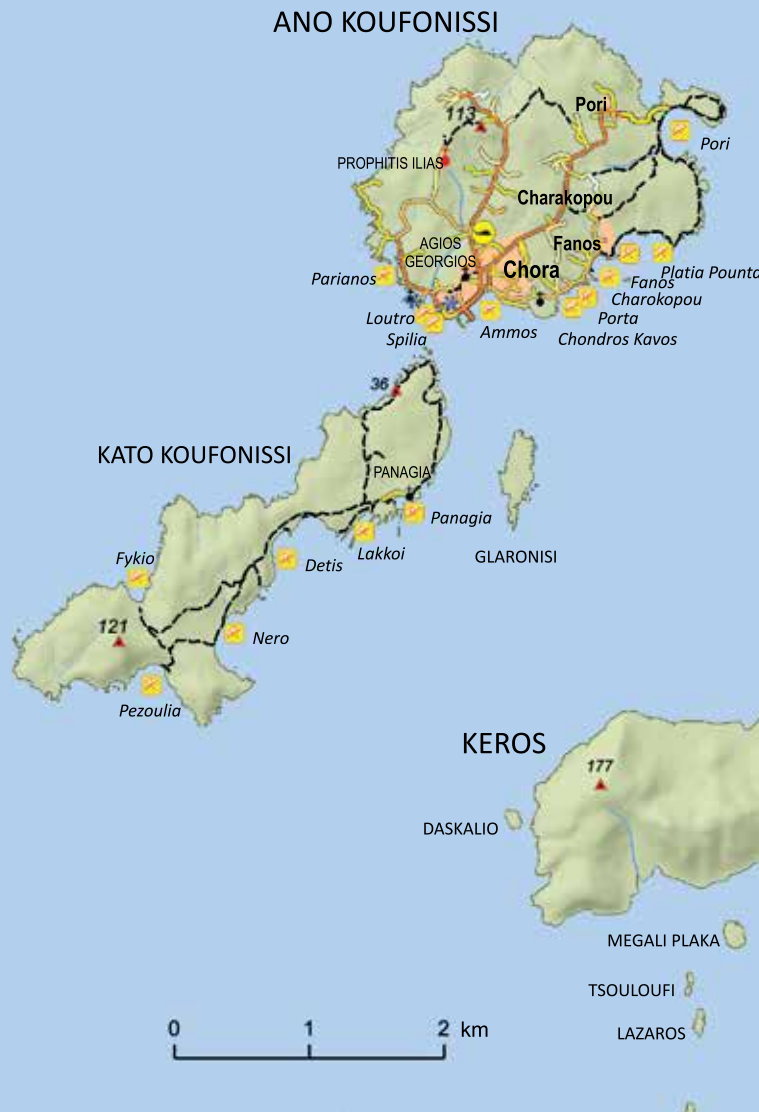 ANO KOUFONISSI
Pori
113
Pori
PROPHITIS ILIAS
Charakopou
AGIOS
GEORGIOS
Fanos
Chora
Platia Pounta
Parianos
Fanos
Charokopou
Loutro
Porta
Ammos
Spilia
Chondros Kavos
36
KATO KOUFONISSI
PANAGIA
Panagia
Lakkoi
GLARONISI
Fykio
Detis
121
Nero
Pezoulia
KEROS
177
DASKALIO
MEGALI PLAKA
TSOULOUFI
LAZAROS
0 1 2 km